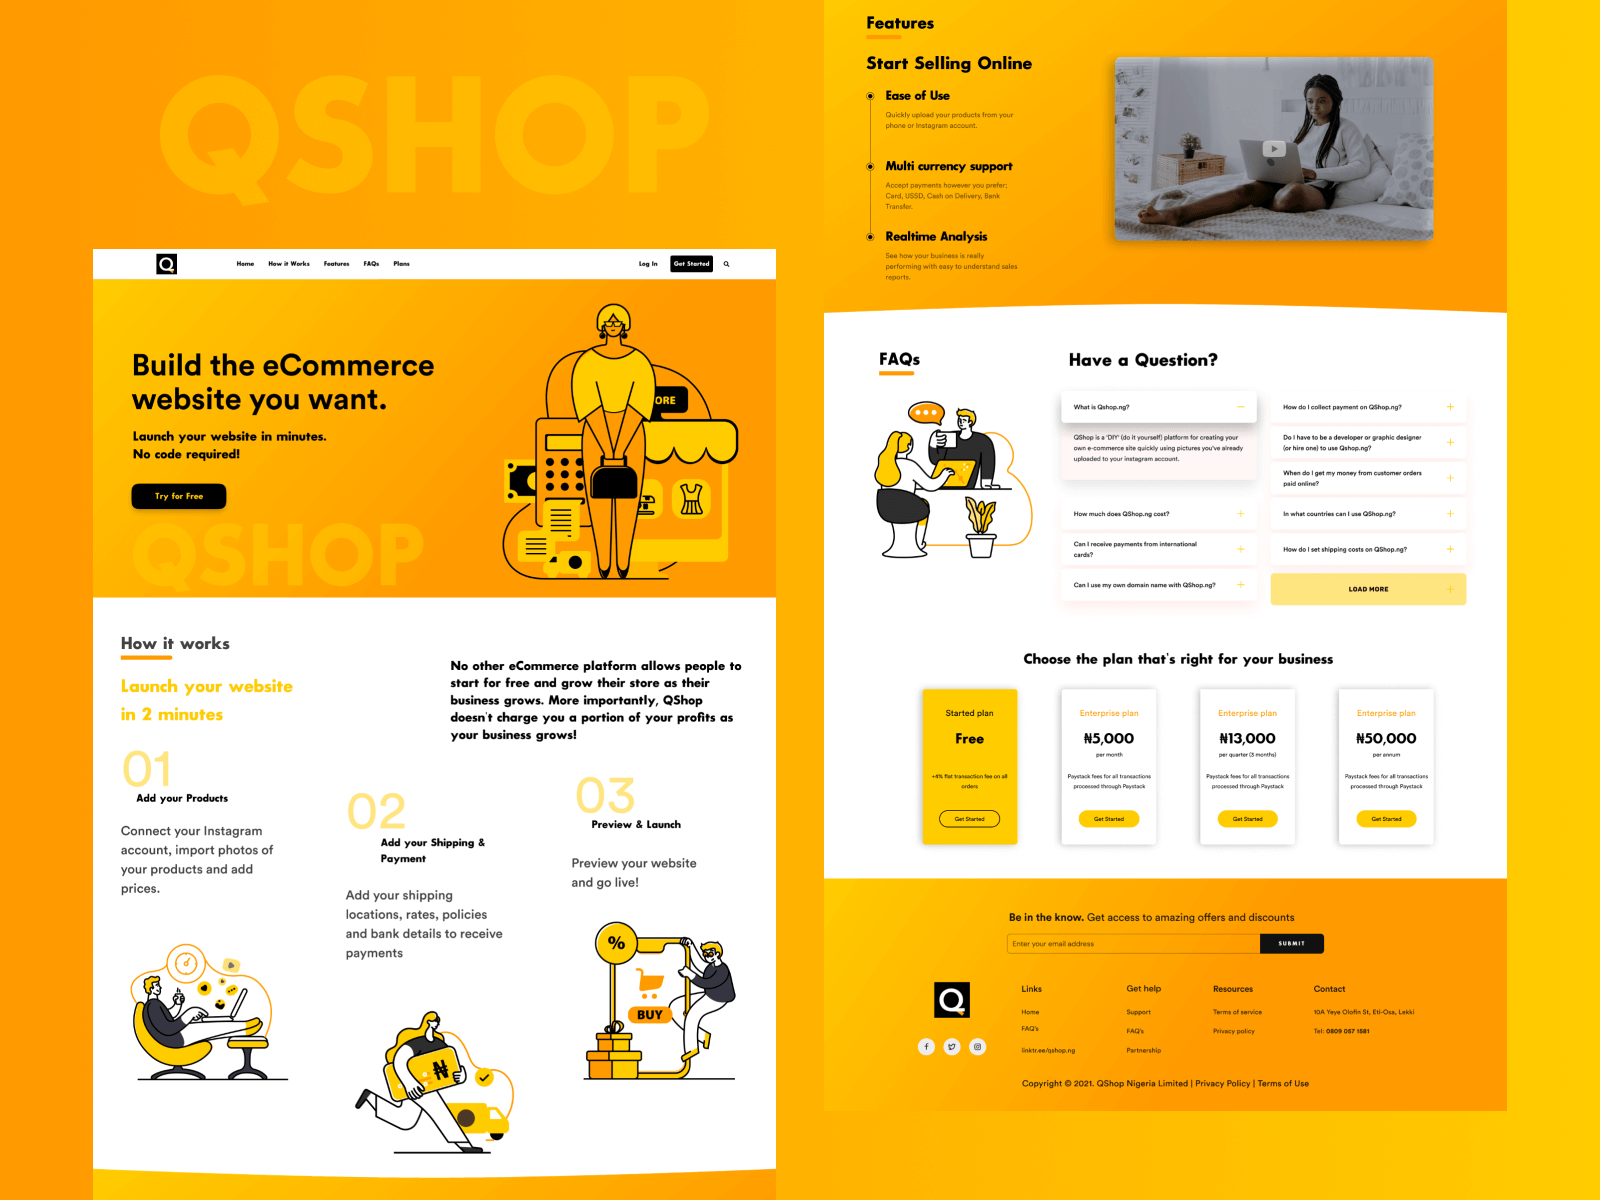 QSHOP
Q
Home
How it Works
Features
FAQs
Plans
Log In
Get Started
Build the eCommerce
website you want.
Launch your website in minutes.
No code required!
Try for Free
QSHOP
ORE
How it works
Launch your website
in 2 minutes
No other eCommerce platform allows people to
start for free and grow their store as their
business grows. More importantly, QShop
doesn't charge you a portion of your profits as
your business grows!
01
Add your Products
Connect your Instagram
account, import photos of
your products and add
prices.
02
Add your Shipping &
Payment
Add your shipping
locations, rates, policies
and bank details to receive
payments
03
Preview & Launch
Preview your website
and go live!
₦
%
BUY
Features
Start Selling Online
Ease of Use
Quickly upload your products from your
phone or Instagram account.
Multi currency support
Accept payments however you prefer;
Card, USSD, Cash on Delivery, Bank
Transfer.
Realtime Analysis
See how your business is really
performing with easy to understand sales
reports.
FAQs
Have a Question?
What is Qshop.ng?
QShop is a 'DIY' (do it yourself) platform for creating your
own e-commerce site quickly using pictures you've already
uploaded to your instagram account.
How much does QShop.ng cost?
Can I receive payments from international
cards?
Can I use my own domain name with QShop.ng?
How do I collect payment on QShop.ng?
Do I have to be a developer or graphic designer
(or hire one) to use Qshop.ng?
When do I get my money from customer orders
paid online?
In what countries can I use QShop.ng?
How do I set shipping costs on QShop.ng?
LOAD MORE
Choose the plan that's right for your business
Started plan
Free
+4% flat transaction fee on all
orders
Get Started
Enterprise plan
₦5,000
per month
Paystack fees for all transactions
processed through Paystack
Get Started
Enterprise plan
₦13,000
per quarter (3 months)
Paystack fees for all transactions
processed through Paystack
Get Started
Enterprise plan
₦50,000
per annum
Paystack fees for all transactions
processed through Paystack
Get Started
Be in the know. Get access to amazing offers and discounts
Enter your email address
SUBMIT
Q
Links
Home
FAQ's
linktr.ee/qshop.ng
Get help
Support
FAQ's
Partnership
Resources
Terms of service
Privacy policy
Contact
10A Yeye Olofin St, Eti-Osa, Lekki
Tel: 0809 057 1581
Copyright © 2021. QShop Nigeria Limited | Privacy Policy | Terms of Use